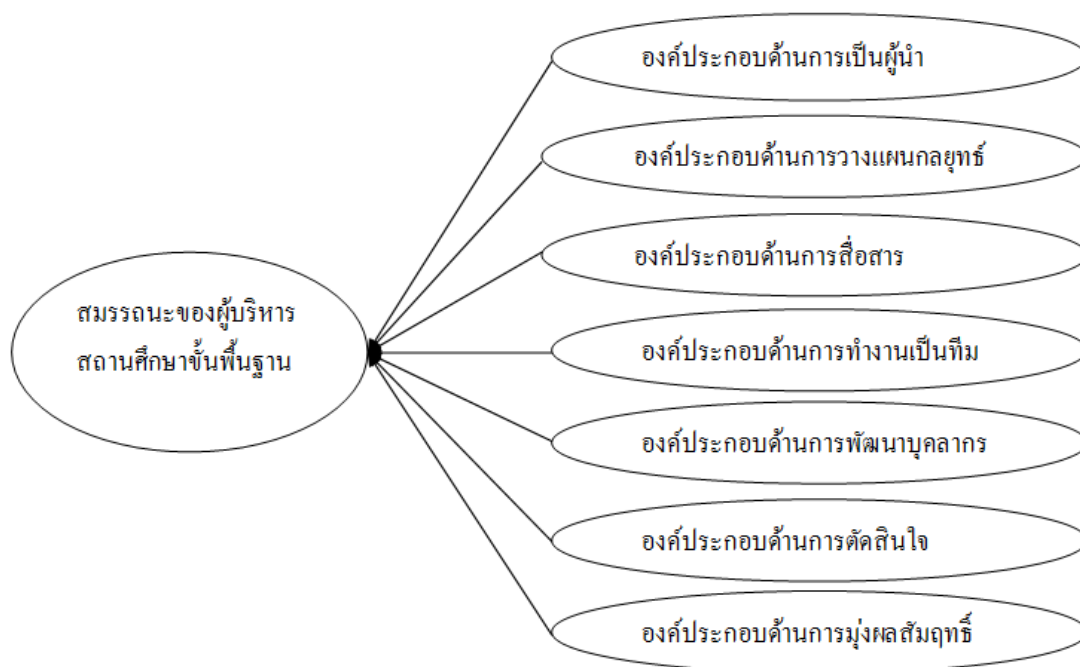 องค์ประกอบด้านการเป็นผู้นำ
องค์ประกอบด้านการวางแผนกลยุทธ์
องค์ประกอบด้านการสื่อสาร
สมรรถนะของผู้บริหาร
สถานศึกษาขั้นพื้นฐาน
องค์ประกอบด้านการทำงานเป็นทีม
องค์ประกอบด้านการพัฒนาบุคลากร
องค์ประกอบด้านการตัดสินใจ
องค์ประกอบด้านการมุ่งผลสัมฤทธิ์